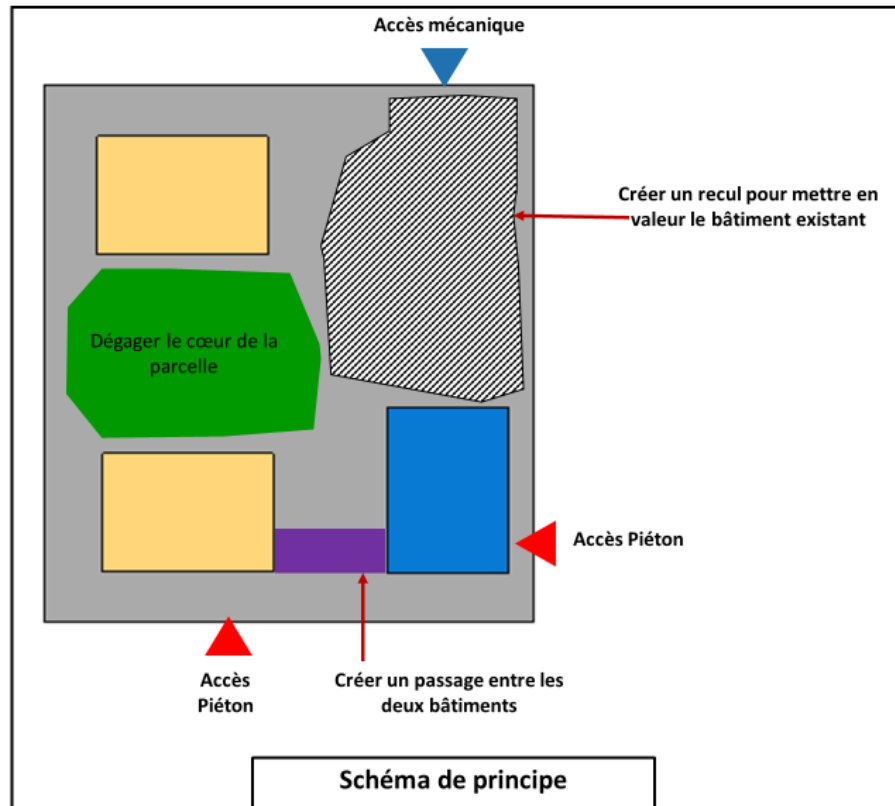 Accès mécanique
Créer un recul pour mettre en
valeur le bâtiment existant
Dégager le cœur de la
parcelle
Accès Piéton
Accès
Piéton
Créer un passage entre les
deux bâtiments
Schéma de principe